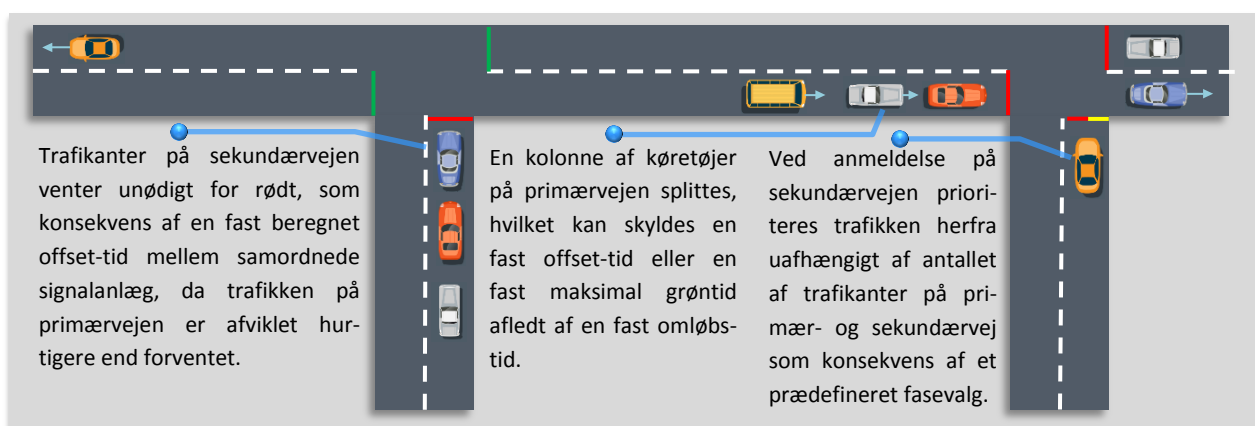 Trafikanter på sekundærvejen
venter unødigt for rødt, som
konsekvens af en fast beregnet
offset-tid mellem samordnede
signalanlæg, da trafikken på
primærvejen er afviklet hur-
tigere end forventet.
En kolonne af køretøjer
på primærvejen splittes,
hvilket kan skyldes en
fast offset-tid eller en
fast maksimal grøntid
afledt af en fast omløbs-
tid.
Ved anmeldelse på
sekundærvejen priori-
teres trafikken herfra
uafhængigt af antallet
af trafikanter på pri-
mær- og sekundærvej
som konsekvens af et
prædefineret fasevalg.